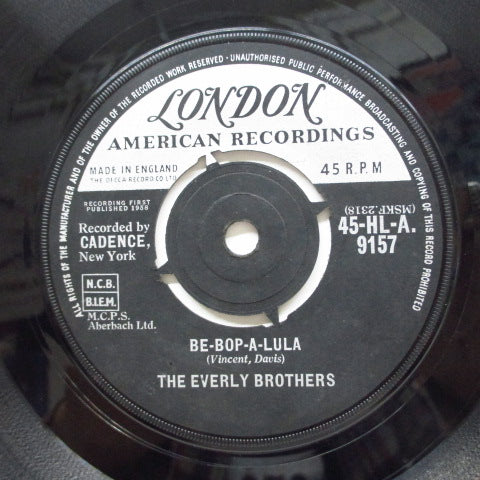 ALL RIGHTS OF THE MANUFACTURER AND OF THE OWNER OF THE RECORDED WORK RESERVED · UNAUTHORISED PUBLIC PERFORMANCE BROADCASTING AND COPYING OF THIS RECORD PROHIBITED
LONDON
AMERICAN RECORDINGS
MADE IN ENGLAND
THE DECCA RECORD CO LTD
45 R.P.M
RECORDING FIRST
PUBLISHED 1958
Recorded by
CADENCE,
New York
(MSKF.2318)
45-HL-A.
9157
N.C.B.
B.I.E.M.
M.C.P.S.
Aberbach Ltd.
BE-BOP-A-LULA
(Vincent, Davis)
THE EVERLY BROTHERS